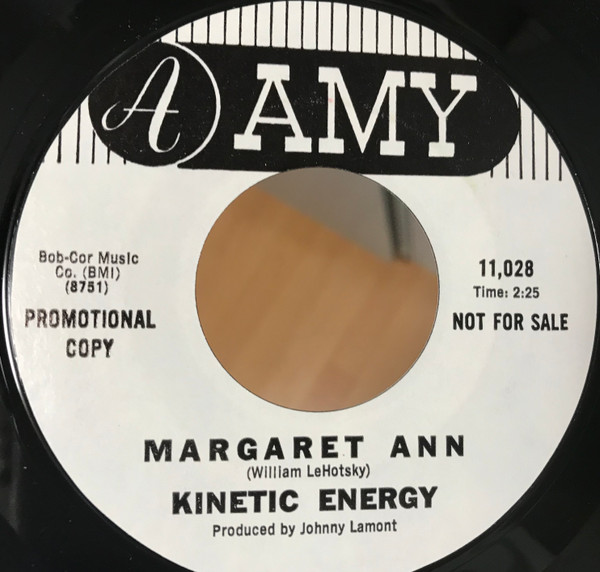 A AMY
Bob-Cor Music
Co. (BMI)
(8751)
PROMOTIONAL
COPY
11,028
Time: 2:25
NOT FOR SALE
MARGARET ANN
(William LeHotsky)
KINETIC ENERGY
Produced by Johnny Lamont